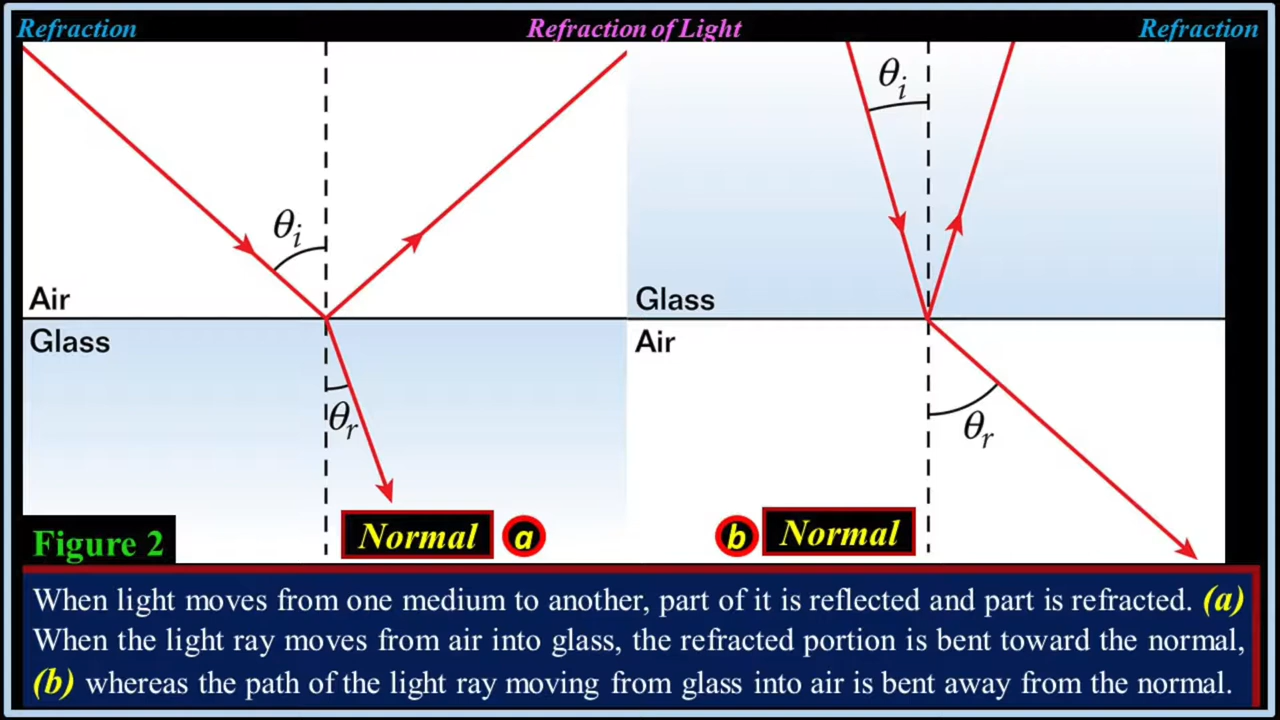 Refraction
Refraction of Light
Refraction
θi
Air
Glass
θr
Normal
a
Figure 2
θi
Glass
Air
θr
b
Normal
When light moves from one medium to another, part of it is reflected and part is refracted. (a)
When the light ray moves from air into glass, the refracted portion is bent toward the normal,
(b) whereas the path of the light ray moving from glass into air is bent away from the normal.